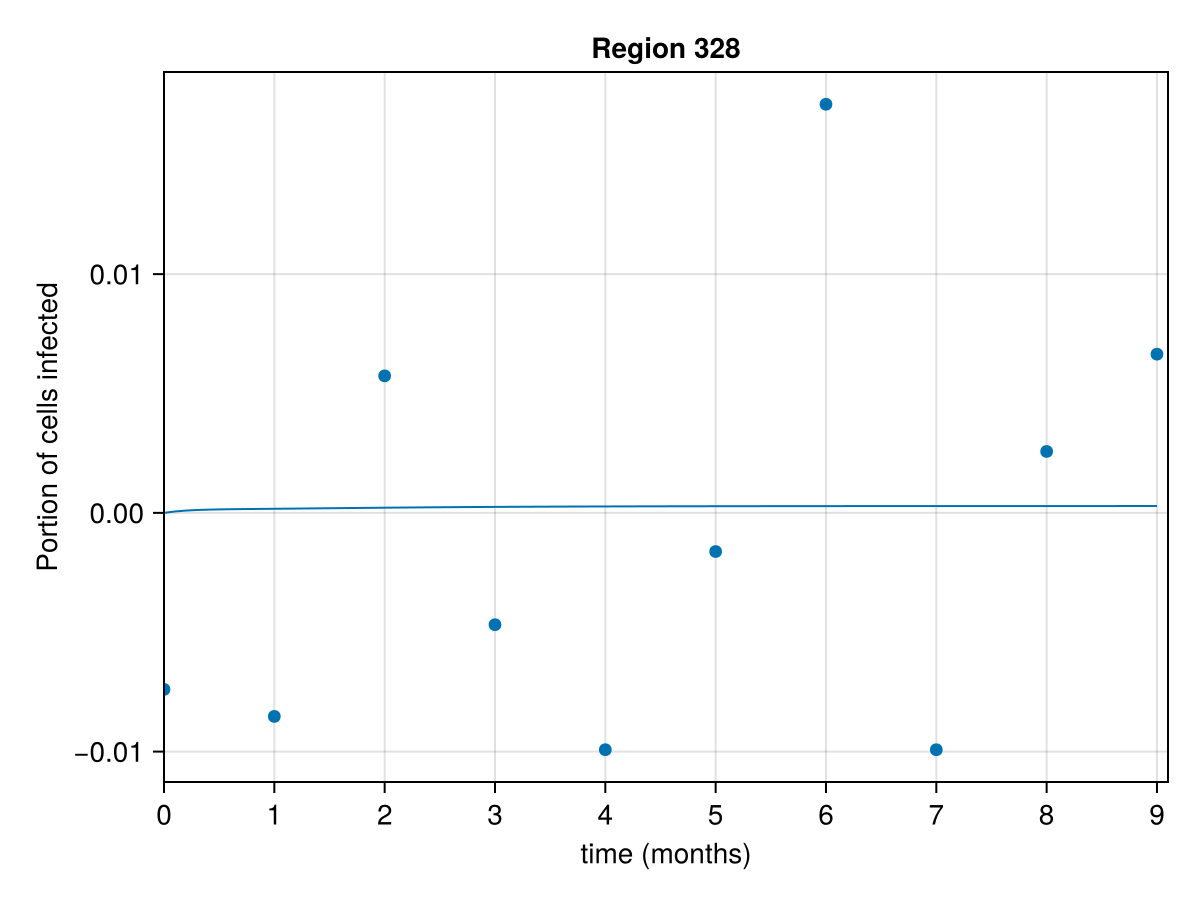 Region 328
Portion of cells infected
0.01
0.00
−0.01
0 1 2 3 4 5 6 7 8 9
time (months)